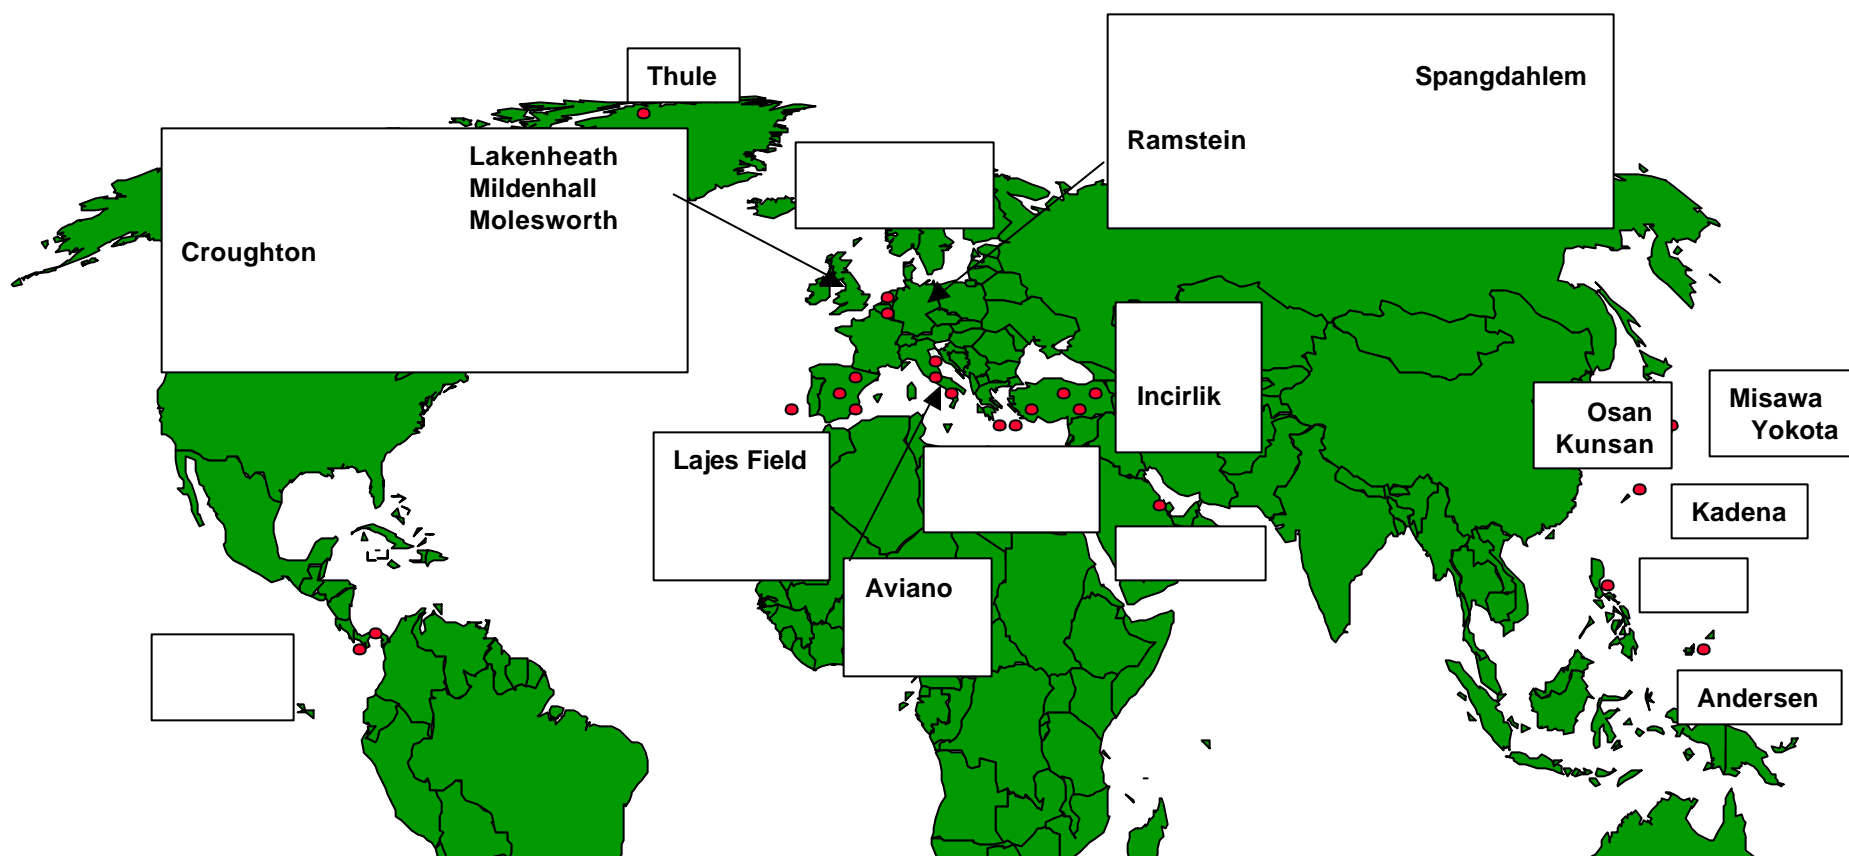 Thule
Spangdahlem
Ramstein
Lakenheath
Mildenhall
Molesworth
Croughton
Incirlik
Osan
Kunsan
Misawa
Yokota
Lajes Field
Kadena
Aviano
Andersen